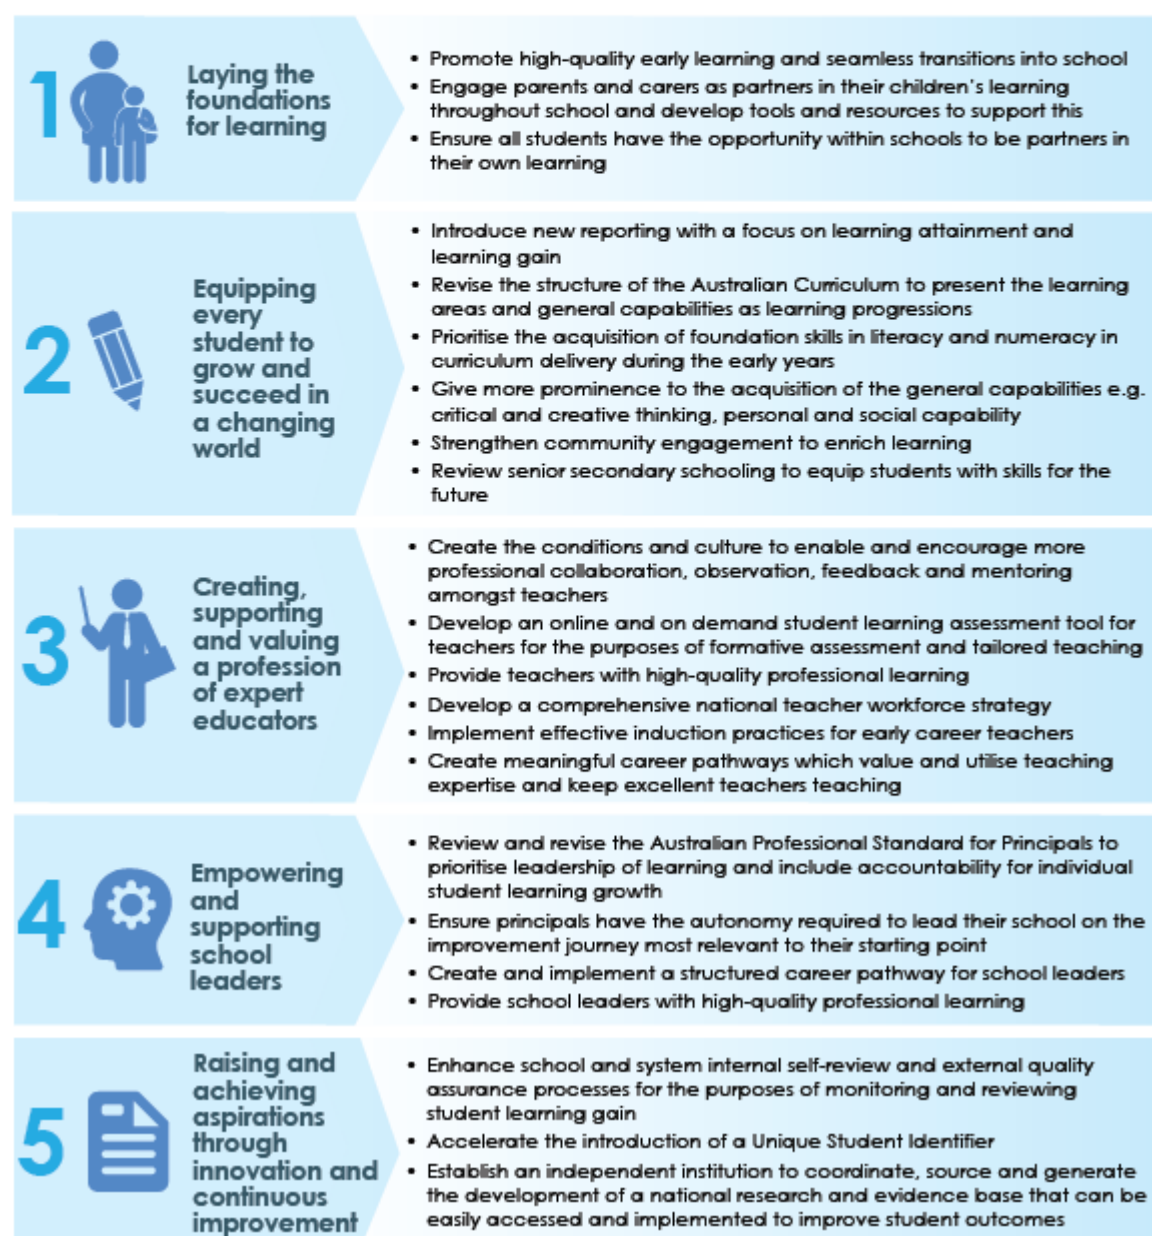 1
Laying the
foundations
for learning
• Promote high-quality early learning and seamless transitions into school
• Engage parents and carers as partners in their children's learning
throughout school and develop tools and resources to support this
• Ensure all students have the opportunity within schools to be partners in
their own learning
2
Equipping
every
student to
grow and
succeed in
a changing
world
• Introduce new reporting with a focus on learning attainment and
learning gain
• Revise the structure of the Australian Curriculum to present the learning
areas and general capabilities as learning progressions
• Prioritise the acquisition of foundation skills in literacy and numeracy in
curriculum delivery during the early years
• Give more prominence to the acquisition of the general capabilities e.g.
critical and creative thinking, personal and social capability
• Strengthen community engagement to enrich learning
• Review senior secondary schooling to equip students with skills for the
future
3
Creating,
supporting
and valuing
a profession
of expert
educators
• Create the conditions and culture to enable and encourage more
professional collaboration, observation, feedback and mentoring
amongst teachers
• Develop an online and on demand student learning assessment tool for
teachers for the purposes of formative assessment and tailored teaching
• Provide teachers with high-quality professional learning
• Develop a comprehensive national teacher workforce strategy
• Implement effective induction practices for early career teachers
• Create meaningful career pathways which value and utilise teaching
expertise and keep excellent teachers teaching
4
Empowering
and
supporting
school
leaders
• Review and revise the Australian Professional Standard for Principals to
prioritise leadership of learning and include accountability for individual
student learning growth
• Ensure principals have the autonomy required to lead their school on the
improvement journey most relevant to their starting point
• Create and implement a structured career pathway for school leaders
• Provide school leaders with high-quality professional learning
5
Raising and
achieving
aspirations
through
innovation and
continuous
improvement
• Enhance school and system internal self-review and external quality
assurance processes for the purposes of monitoring and reviewing
student learning gain
• Accelerate the introduction of a Unique Student Identifier
• Establish an independent institution to coordinate, source and generate
the development of a national research and evidence base that can be
easily accessed and implemented to improve student outcomes